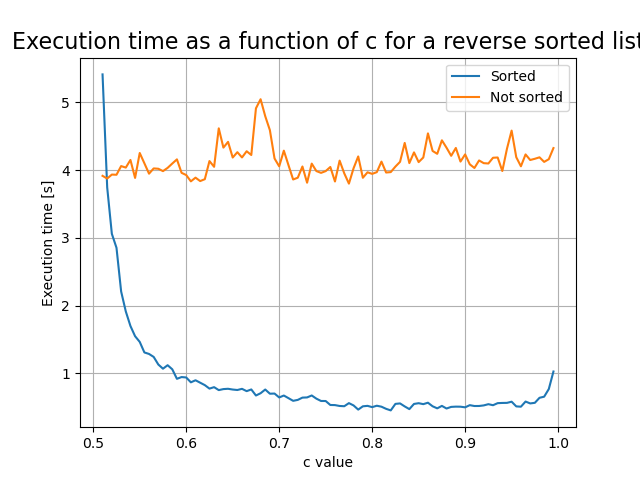 Execution time as a function of c for a reverse sorted list
Sorted
Not sorted
Execution time [s]
5
4
3
2
1
0.5 0.6 0.7 0.8 0.9 1.0
c value